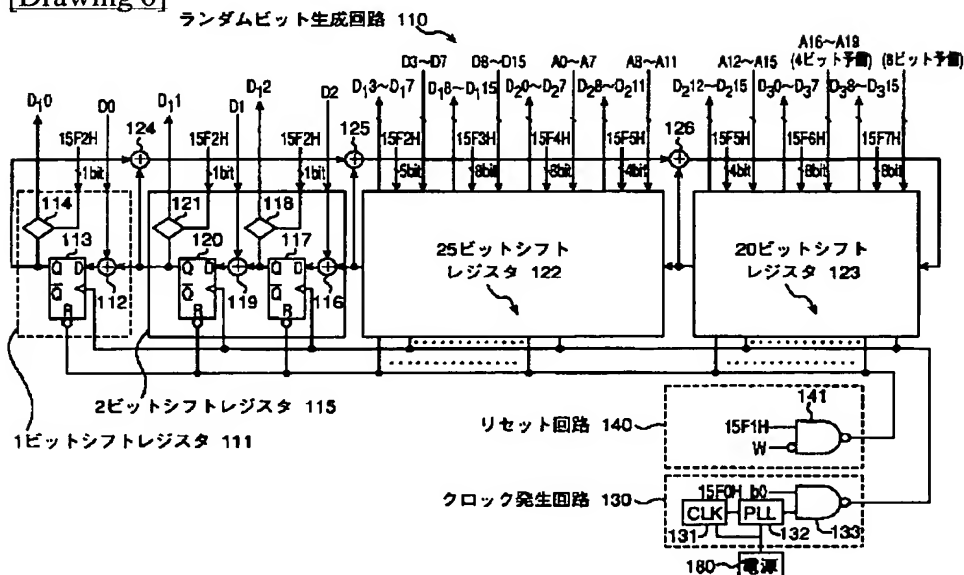 [Drawing 6]
ランダムビット生成回路 110
A16～A19
D3～D7 D8～D15 A0～A7 A8～A11 A12～A15 (4ビット予備) (8ビット予備)
D₁0 D0 D₁1 D1 D₁2 D2 D₁3～D₁7 D₁8～D₁15 D₂0～D₂7 D₂8～D₂11 D₂12～D₂15 D₃0～D₃7 D₃8～D₃15
15F2H 124 15F2H 15F2H 125 15F2H 15F3H 15F4H 15F5H 126 15F5H 15F6H 15F7H
1bit 1bit 1bit 5bit 8bit 8bit 4bit 4bit 8bit 8bit
114 121 118
113 120 117
Q D Q D Q D
Q̅ Q̅ Q̅
R R R
112 119 116
25ビットシフト
レジスタ 122
20ビットシフト
レジスタ 123
2ビットシフトレジスタ 115
1ビットシフトレジスタ 111
リセット回路 140
15F1H
W
141
クロック発生回路 130
15F0H b0
CLK PLL
131 132 133
180 電源